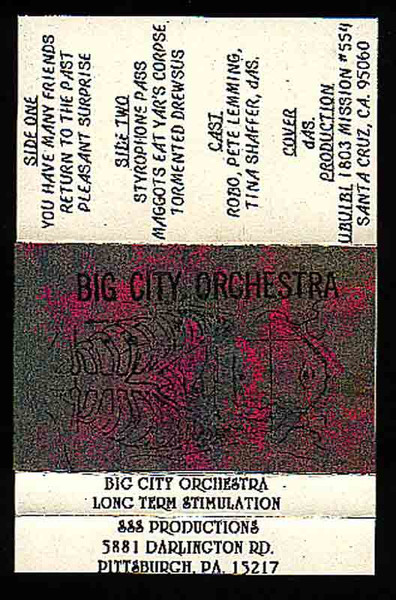 SIDE ONE
YOU HAVE MANY FRIENDS
RETURN TO THE PAST
PLEASANT SURPRISE
SIDE TWO
STYROPHONE PASS
MAGGOTS EAT YAR'S CORPSE
TORMENTED DREWSUS
CAST
ROBO, PETE LEMMING,
TINA SHAFFER, dAS.
COVER
dAS.
PRODUCTION
UBUIBI 1803 MISSION #554
SANTA CRUZ, CA. 95060
BIG CITY ORCHESTRA
BIG CITY ORCHESTRA
LONG TERM STIMULATION
SSS PRODUCTIONS
5881 DARLINGTON RD.
PITTSBURGH, PA. 15217